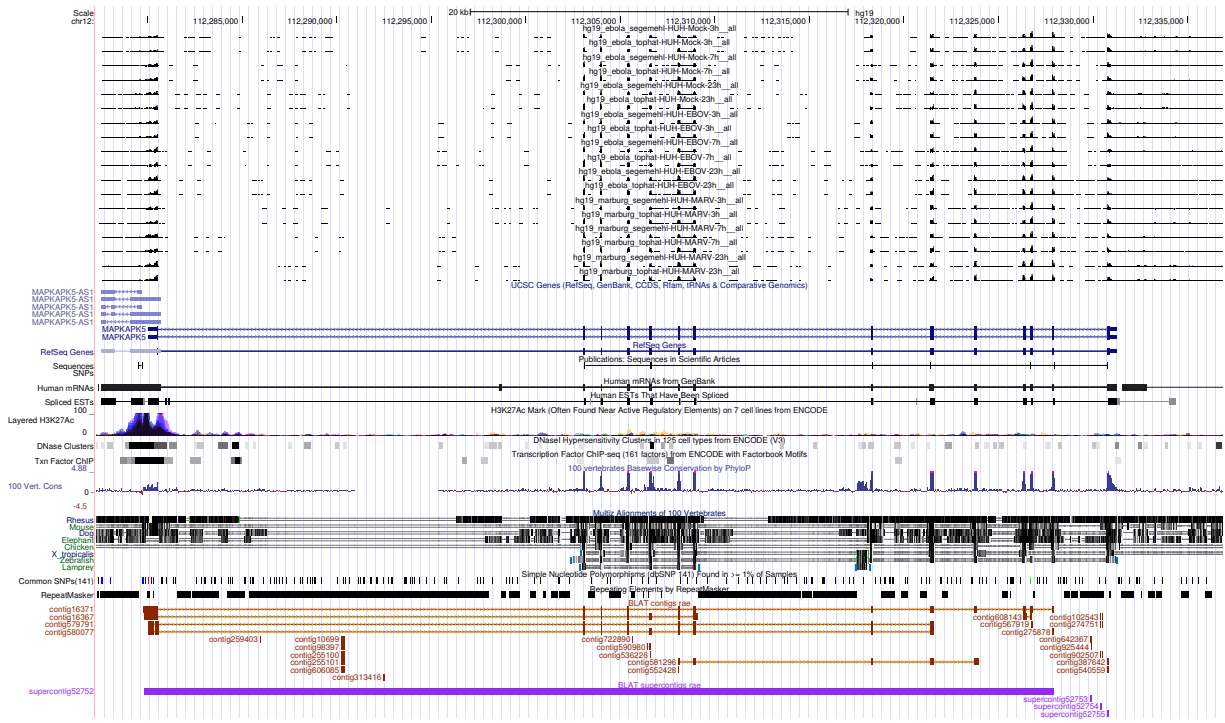 Scale 20 kb hg19
chr12: 112,285,000 112,290,000 112,295,000 112,300,000 112,305,000 112,310,000 112,315,000 112,320,000 112,325,000 112,330,000 112,335,000
hg19_ebola_segemehl-HUH-Mock-3h__all
hg19_ebola_tophat-HUH-Mock-3h__all
hg19_ebola_segemehl-HUH-Mock-7h__all
hg19_ebola_tophat-HUH-Mock-7h__all
hg19_ebola_segemehl-HUH-Mock-23h__all
hg19_ebola_tophat-HUH-Mock-23h__all
hg19_ebola_segemehl-HUH-EBOV-3h__all
hg19_ebola_tophat-HUH-EBOV-3h__all
hg19_ebola_segemehl-HUH-EBOV-7h__all
hg19_ebola_tophat-HUH-EBOV-7h__all
hg19_ebola_segemehl-HUH-EBOV-23h__all
hg19_ebola_tophat-HUH-EBOV-23h__all
hg19_marburg_segemehl-HUH-MARV-3h__all
hg19_marburg_tophat-HUH-MARV-3h__all
hg19_marburg_segemehl-HUH-MARV-7h__all
hg19_marburg_tophat-HUH-MARV-7h__all
hg19_marburg_segemehl-HUH-MARV-23h__all
hg19_marburg_tophat-HUH-MARV-23h__all
UCSC Genes (RefSeq, GenBank, CCDS, Rfam, tRNAs & Comparative Genomics)
MAPKAPK5-AS1
MAPKAPK5-AS1
MAPKAPK5-AS1
MAPKAPK5-AS1
MAPKAPK5-AS1
MAPKAPK5
MAPKAPK5
RefSeq Genes
RefSeq Genes
Publications: Sequences in Scientific Articles
Sequences
SNPs
Human mRNAs from GenBank
Human mRNAs
Human ESTs That Have Been Spliced
Spliced ESTs
100 H3K27Ac Mark (Often Found Near Active Regulatory Elements) on 7 cell lines from ENCODE
Layered H3K27Ac
0
DNaseI Hypersensitivity Clusters in 125 cell types from ENCODE (V3)
DNase Clusters
Transcription Factor ChIP-seq (161 factors) from ENCODE with Factorbook Motifs
Txn Factor ChIP
4.88 100 vertebrates Basewise Conservation by PhyloP
100 Vert. Cons
0
-4.5
Multiz Alignments of 100 Vertebrates
Rhesus
Mouse
Dog
Elephant
Chicken
X_tropicalis
Zebrafish
Lamprey
Simple Nucleotide Polymorphisms (dbSNP 141) Found in >= 1% of Samples
Common SNPs(141)
Repeating Elements by RepeatMasker
RepeatMasker
BLAT contigs rae
contig16371
contig16367 contig608143 contig102543
contig579791 contig567919 contig274751
contig580077 contig275878
contig259403 contig10699 contig722890 contig642367
contig98397 contig590980 contig925444
contig255100 contig536226 contig902507
contig255101 contig581296 contig387642
contig606085 contig552428 contig540559
contig313416
BLAT supercontigs rae
supercontig52752
supercontig52753
supercontig52754
supercontig52755